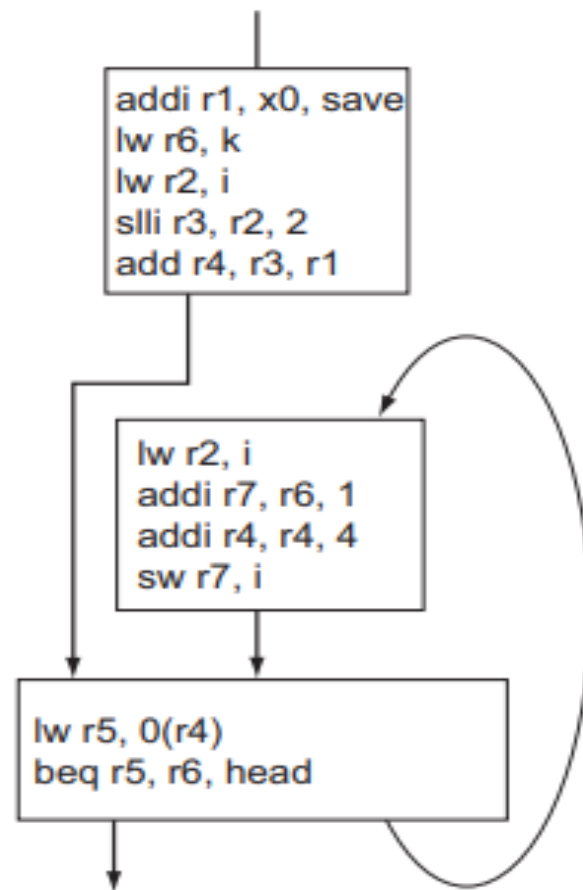 addi r1, x0, save
lw r6, k
lw r2, i
slli r3, r2, 2
add r4, r3, r1
lw r2, i
addi r7, r6, 1
addi r4, r4, 4
sw r7, i
lw r5, 0(r4)
beq r5, r6, head